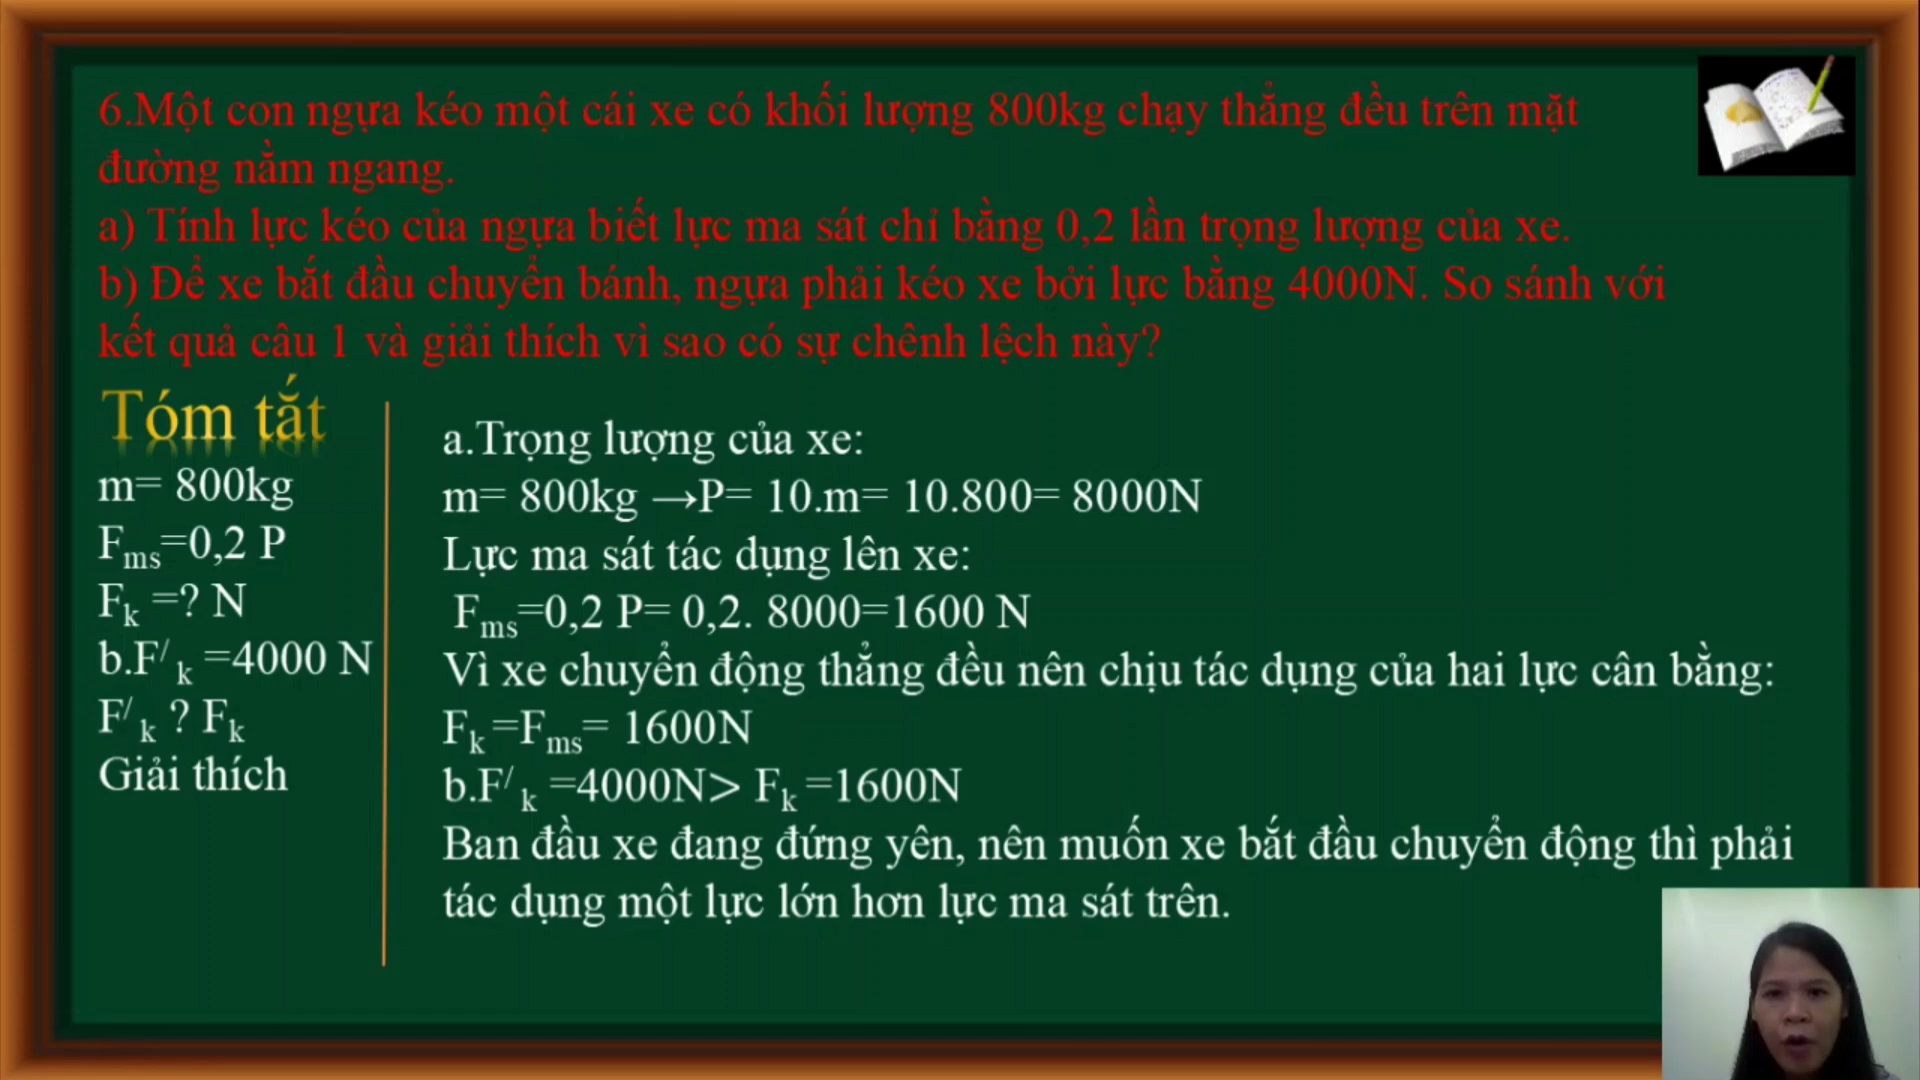 6.Một con ngựa kéo một cái xe có khối lượng 800kg chạy thẳng đều trên mặt
đường nằm ngang.
a) Tính lực kéo của ngựa biết lực ma sát chỉ bằng 0,2 lần trọng lượng của xe.
b) Để xe bắt đầu chuyển bánh, ngựa phải kéo xe bởi lực bằng 4000N. So sánh với
kết quả câu 1 và giải thích vì sao có sự chênh lệch này?
Tóm tắt
m= 800kg
Fms=0,2 P
Fk =? N
b.F/k =4000 N
F/k ? Fk
Giải thích
a.Trọng lượng của xe:
m= 800kg →P= 10.m= 10.800= 8000N
Lực ma sát tác dụng lên xe:
Fms=0,2 P= 0,2. 8000=1600 N
Vì xe chuyển động thẳng đều nên chịu tác dụng của hai lực cân bằng:
Fk =Fms= 1600N
b.F/k =4000N> Fk =1600N
Ban đầu xe đang đứng yên, nên muốn xe bắt đầu chuyển động thì phải
tác dụng một lực lớn hơn lực ma sát trên.